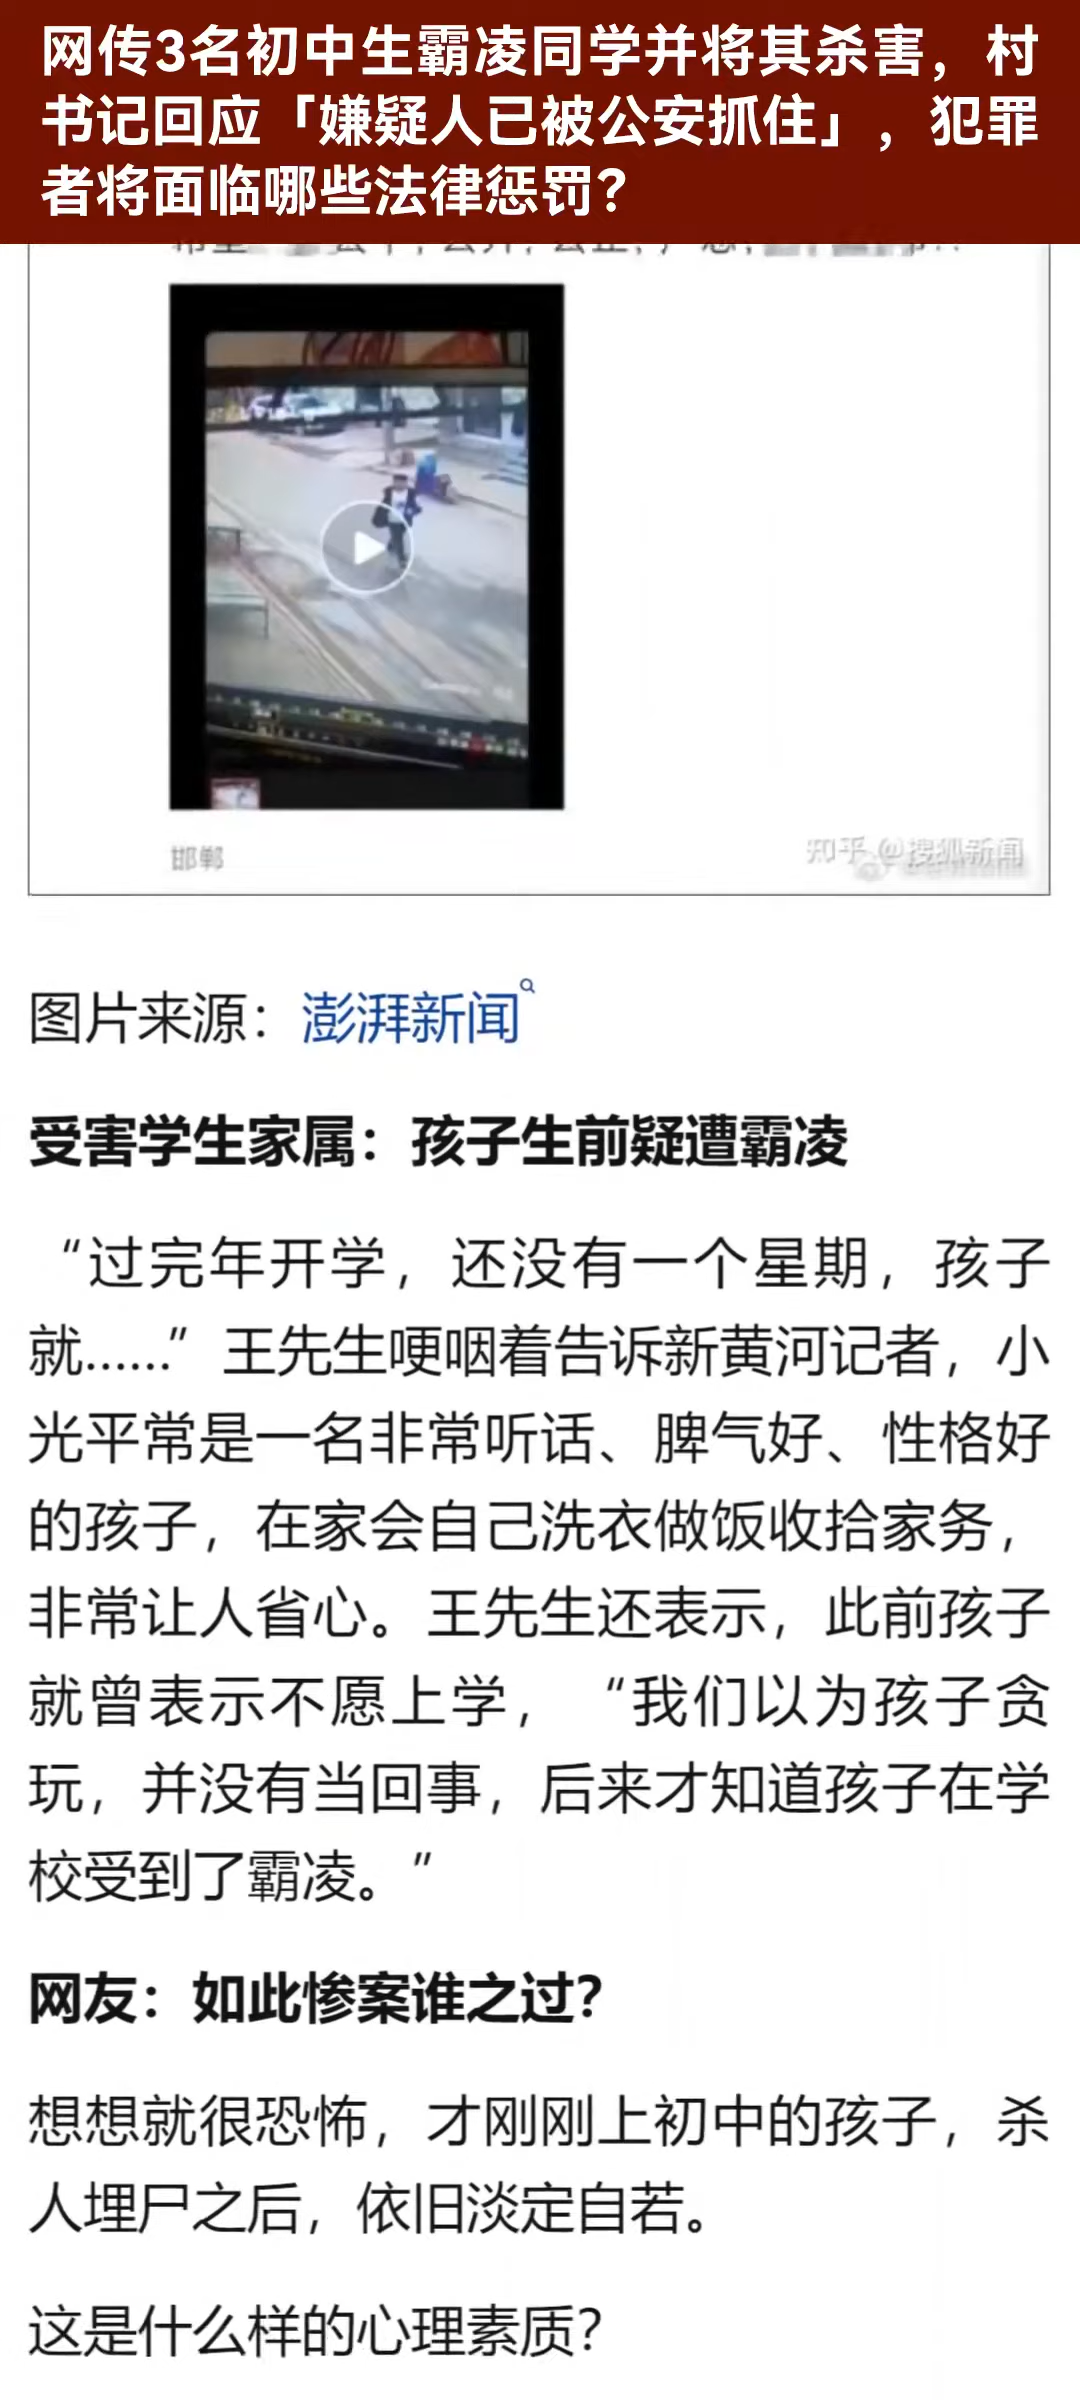 网传3名初中生霸凌同学并将其杀害，村
书记回应「嫌疑人已被公安抓住」，犯罪
者将面临哪些法律惩罚？
邯郸
知乎 @搜狐新闻
图片来源：澎湃新闻
受害学生家属：孩子生前疑遭霸凌
“过完年开学，还没有一个星期，孩子
就……”王先生哽咽着告诉新黄河记者，小
光平常是一名非常听话、脾气好、性格好
的孩子，在家会自己洗衣做饭收拾家务，
非常让人省心。王先生还表示，此前孩子
就曾表示不愿上学，“我们以为孩子贪
玩，并没有当回事，后来才知道孩子在学
校受到了霸凌。”
网友：如此惨案谁之过？
想想就很恐怖，才刚刚上初中的孩子，杀
人埋尸之后，依旧淡定自若。
这是什么样的心理素质？